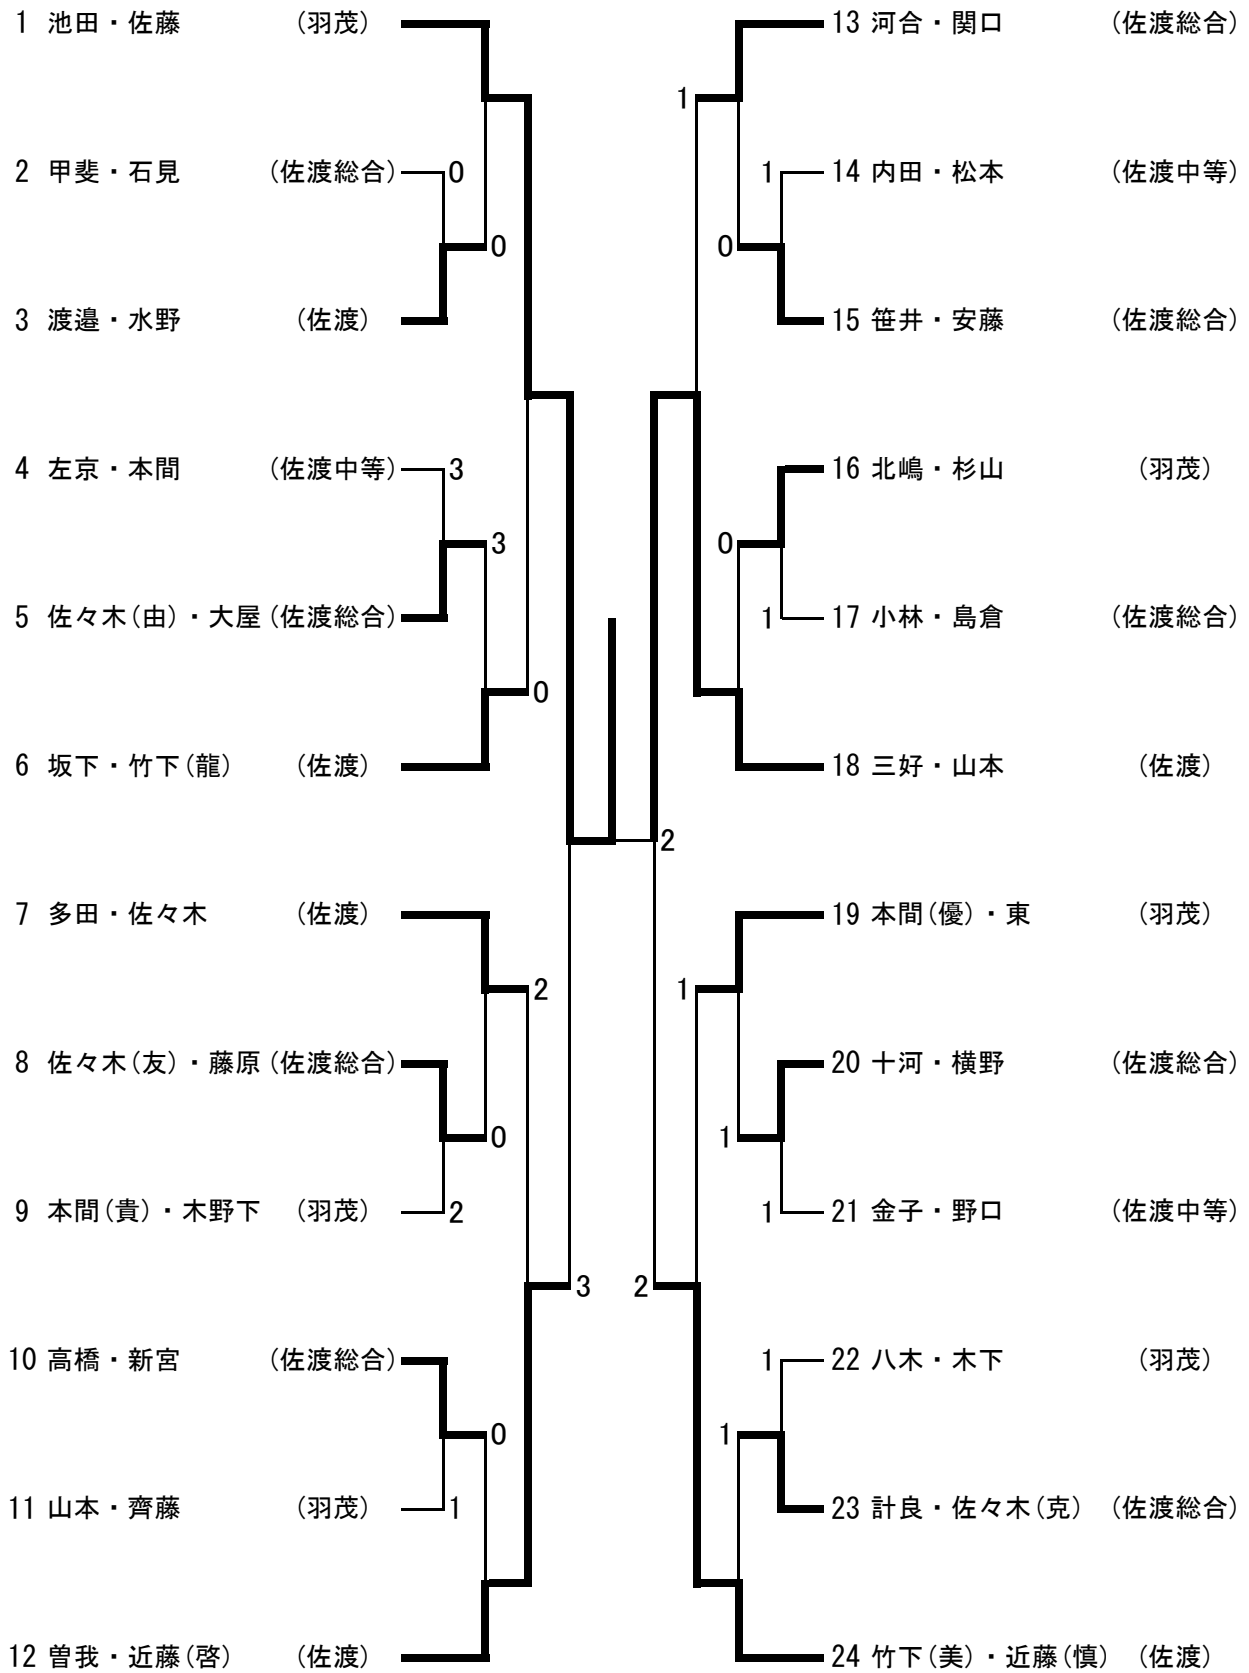 1 池田・佐藤 (羽茂)
2 甲斐・石見 (佐渡総合) 0
0
3 渡邉・水野 (佐渡)
4 左京・本間 (佐渡中等) 3
3
5 佐々木(由)・大屋 (佐渡総合)
0
6 坂下・竹下(龍) (佐渡)
7 多田・佐々木 (佐渡)
2
8 佐々木(友)・藤原 (佐渡総合)
0
9 本間(貴)・木野下 (羽茂) 2
3
10 高橋・新宮 (佐渡総合)
0
11 山本・齊藤 (羽茂) 1
12 曽我・近藤(啓) (佐渡)
2
13 河合・関口 (佐渡総合)
1
1 14 内田・松本 (佐渡中等)
0
15 笹井・安藤 (佐渡総合)
16 北嶋・杉山 (羽茂)
0
1 17 小林・島倉 (佐渡総合)
18 三好・山本 (佐渡)
19 本間(優)・東 (羽茂)
1
20 十河・横野 (佐渡総合)
1
1 21 金子・野口 (佐渡中等)
2
1 22 八木・木下 (羽茂)
1
23 計良・佐々木(克) (佐渡総合)
24 竹下(美)・近藤(慎) (佐渡)